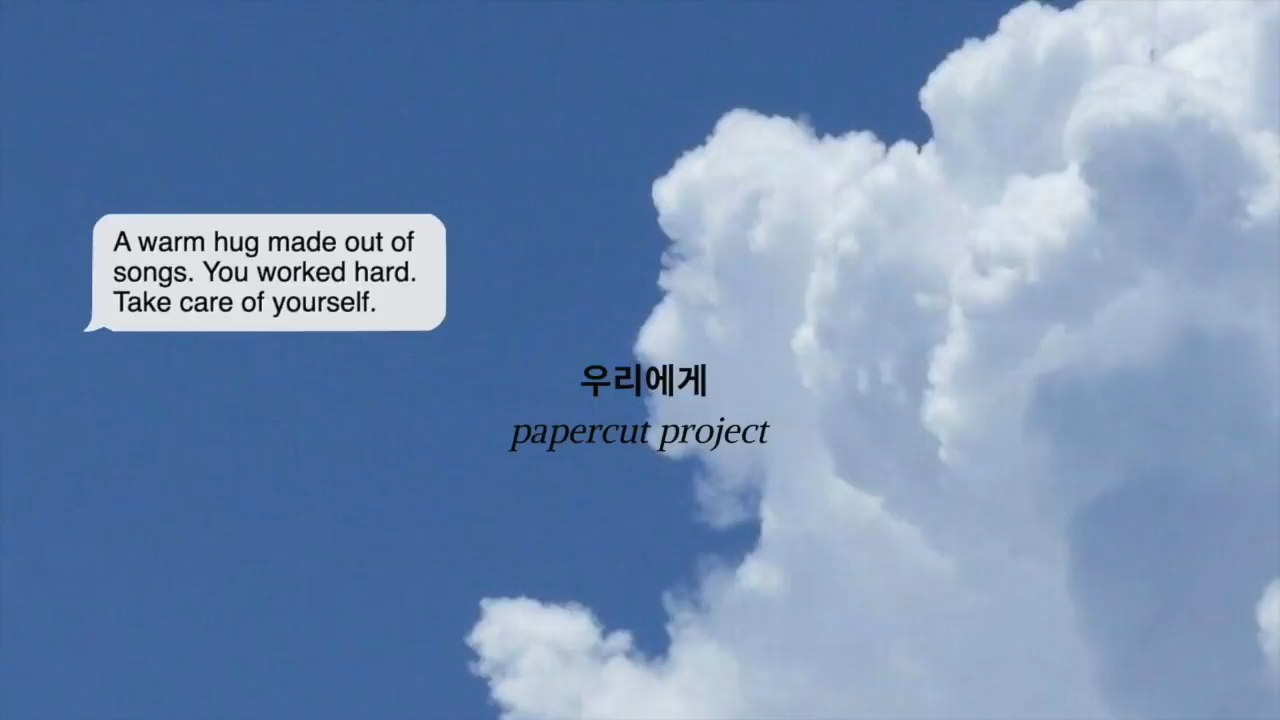 A warm hug made out of
songs. You worked hard.
Take care of yourself.
우리에게
papercut project